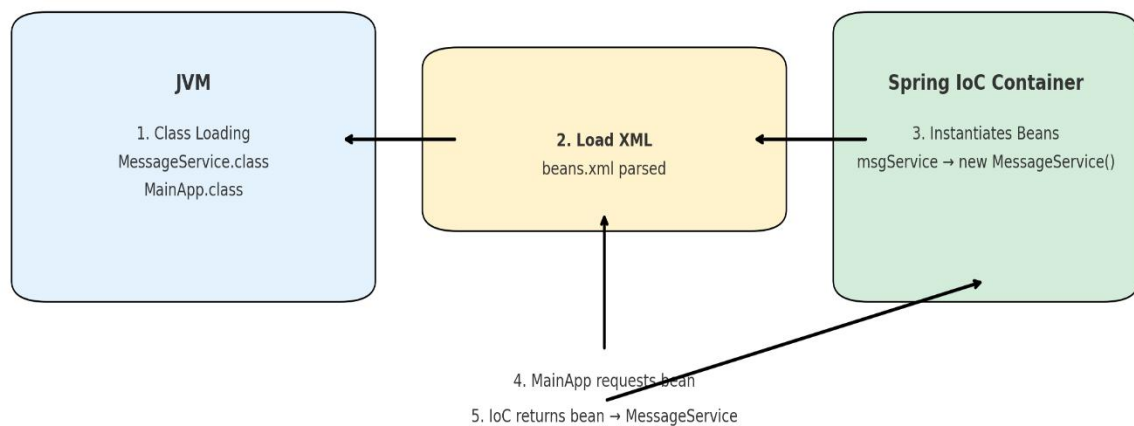 JVM
1. Class Loading
MessageService.class
MainApp.class
2. Load XML
beans.xml parsed
Spring IoC Container
3. Instantiates Beans
msgService → new MessageService()
4. MainApp requests bean
5. IoC returns bean → MessageService